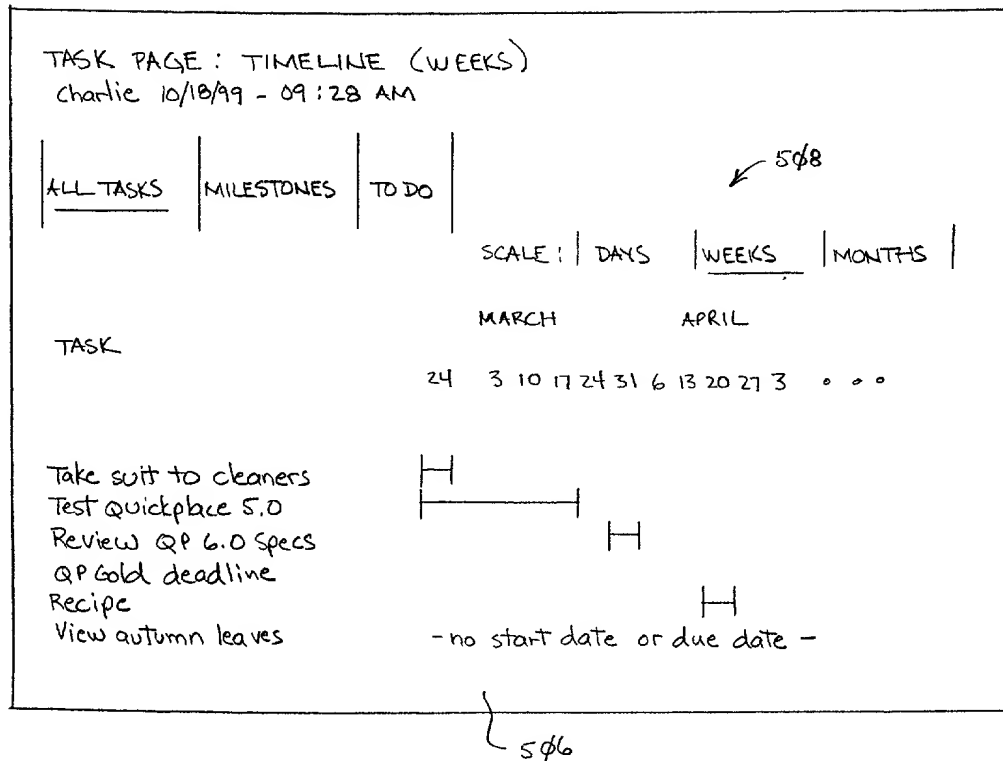 TASK PAGE : TIMELINE (WEEKS)
Charlie 10/18/99 - 09:28 AM
508
ALL TASKS MILESTONES TO DO
SCALE: DAYS WEEKS MONTHS
MARCH APRIL
TASK
24 3 10 17 24 31 6 13 20 27 3 • • •
Take suit to cleaners
Test Quickplace 5.0
Review QP 6.0 Specs
QP Gold deadline
Recipe
View autumn leaves - no start date or due date -
506